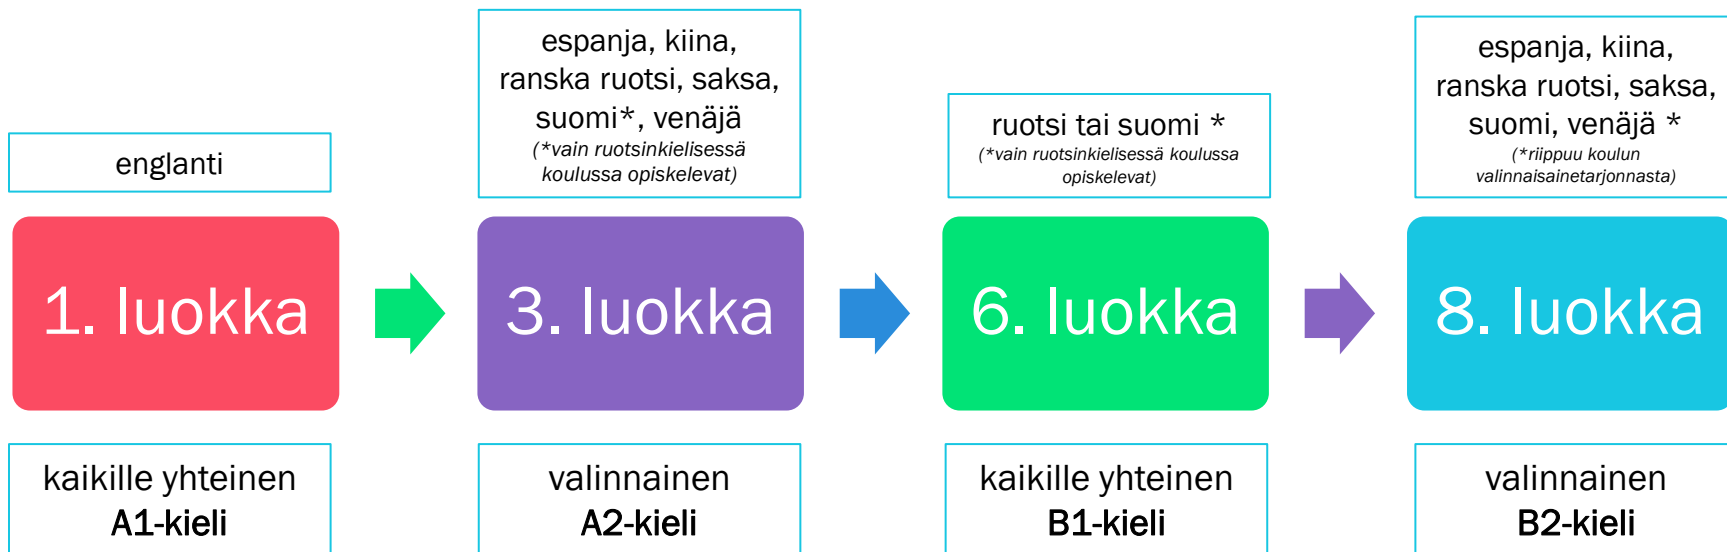 englanti
1. luokka
kaikille yhteinen
A1-kieli
espanja, kiina,
ranska ruotsi, saksa,
suomi*, venäjä
(*vain ruotsinkielisessä
koulussa opiskelevat)
3. luokka
valinnainen
A2-kieli
ruotsi tai suomi *
(*vain ruotsinkielisessä koulussa
opiskelevat)
6. luokka
kaikille yhteinen
B1-kieli
espanja, kiina,
ranska ruotsi, saksa,
suomi, venäjä *
(*riippuu koulun
valinnaisainetarjonnasta)
8. luokka
valinnainen
B2-kieli